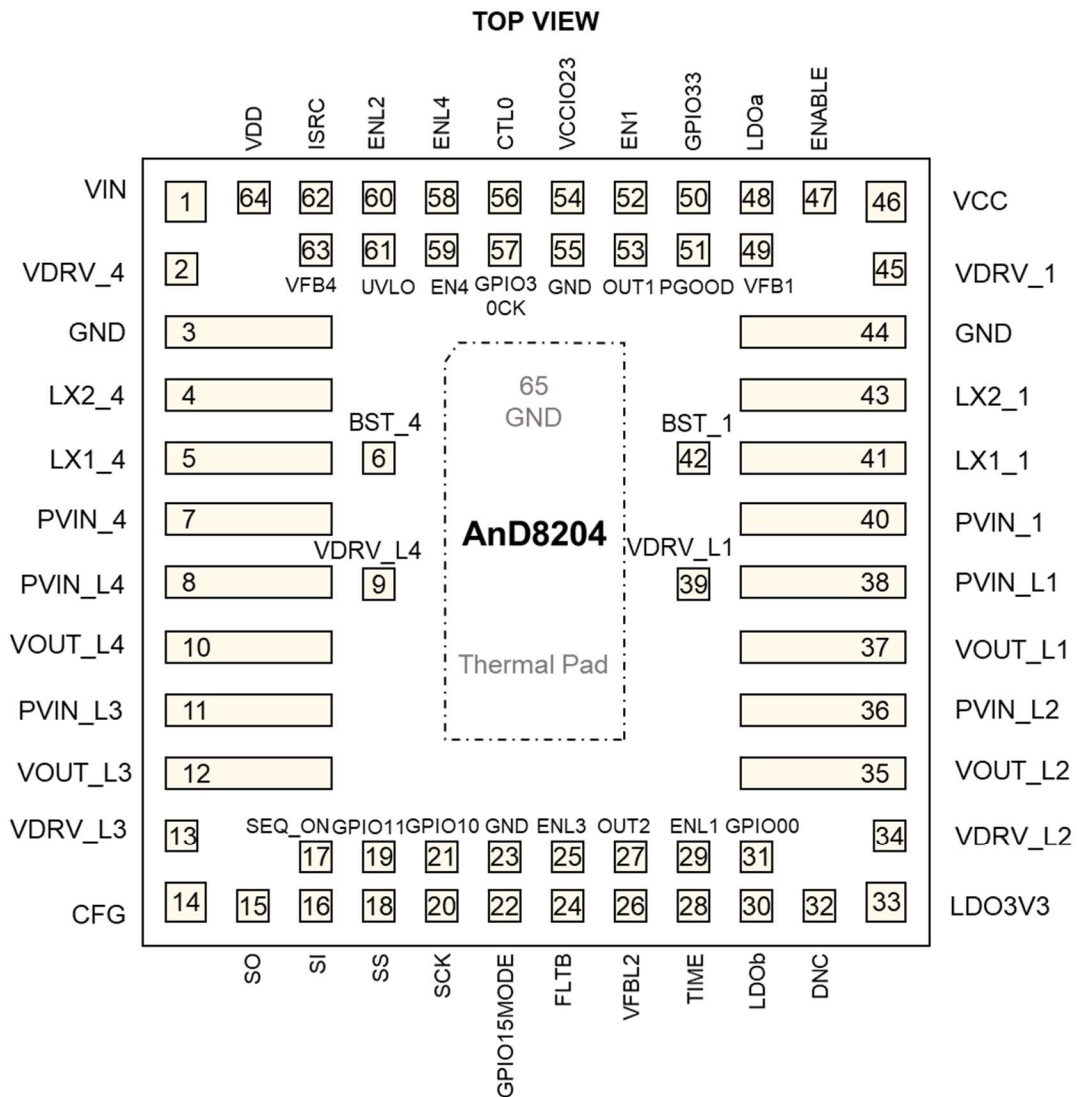 TOP VIEW
VDD
ISRC
ENL2
ENL4
CTL0
VCCIO23
EN1
GPIO33
LDOa
ENABLE
VIN
1
64
62
60
58
56
54
52
50
48
47
46
VCC
VDRV_4
2
63
61
59
57
55
53
51
49
45
VDRV_1
VFB4
UVLO
EN4
GPIO3
0CK
GND
OUT1
PGOOD
VFB1
GND
3
44
GND
65
GND
LX2_4
4
43
LX2_1
BST_4
BST_1
LX1_4
5
6
42
41
LX1_1
PVIN_4
7
40
PVIN_1
AnD8204
VDRV_L4
VDRV_L1
PVIN_L4
8
9
39
38
PVIN_L1
VOUT_L4
10
37
VOUT_L1
Thermal Pad
PVIN_L3
11
36
PVIN_L2
VOUT_L3
12
35
VOUT_L2
VDRV_L3
13
SEQ_ON
GPIO11
GPIO10
GND
ENL3
OUT2
ENL1
GPIO00
34
VDRV_L2
17
19
21
23
25
27
29
31
CFG
14
15
16
18
20
22
24
26
28
30
32
33
LDO3V3
SO
SI
SS
SCK
GPIO15MODE
FLTB
VFBL2
TIME
LDOb
DNC